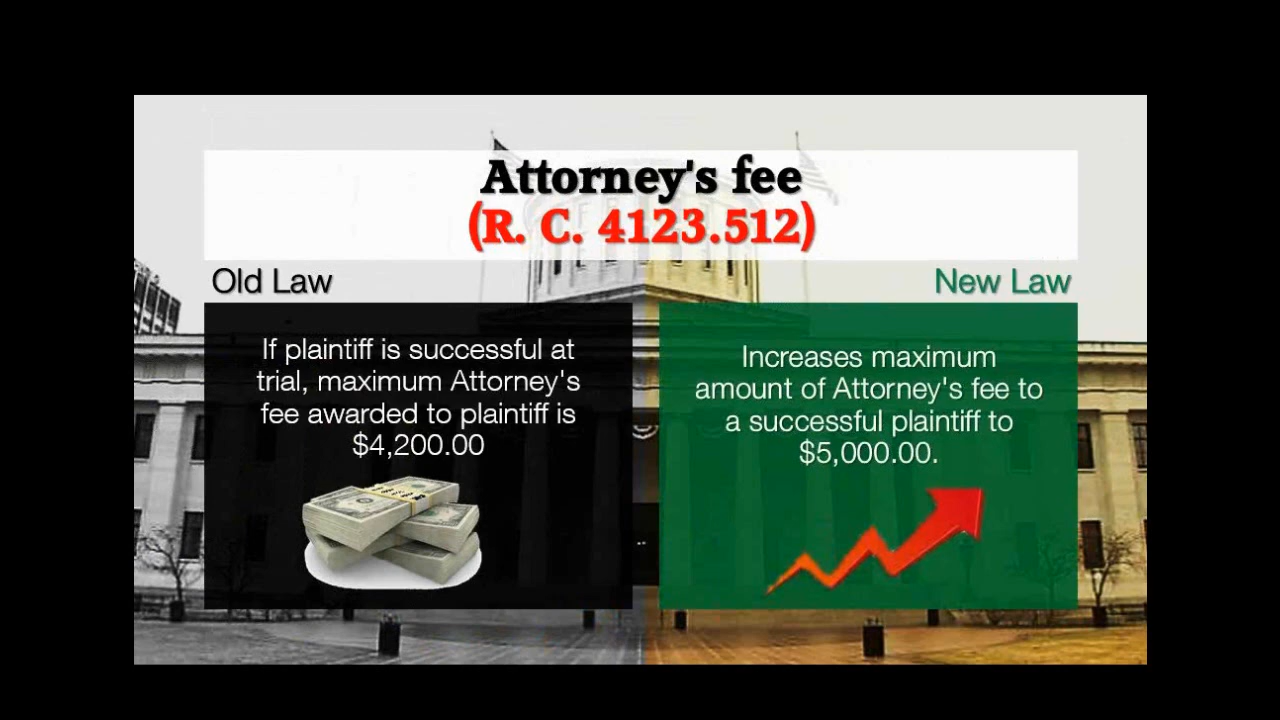 Attorney's fee
(R. C. 4123.512)
Old Law
New Law
If plaintiff is successful at
trial, maximum Attorney's
fee awarded to plaintiff is
$4,200.00
Increases maximum
amount of Attorney's fee to
a successful plaintiff to
$5,000.00.